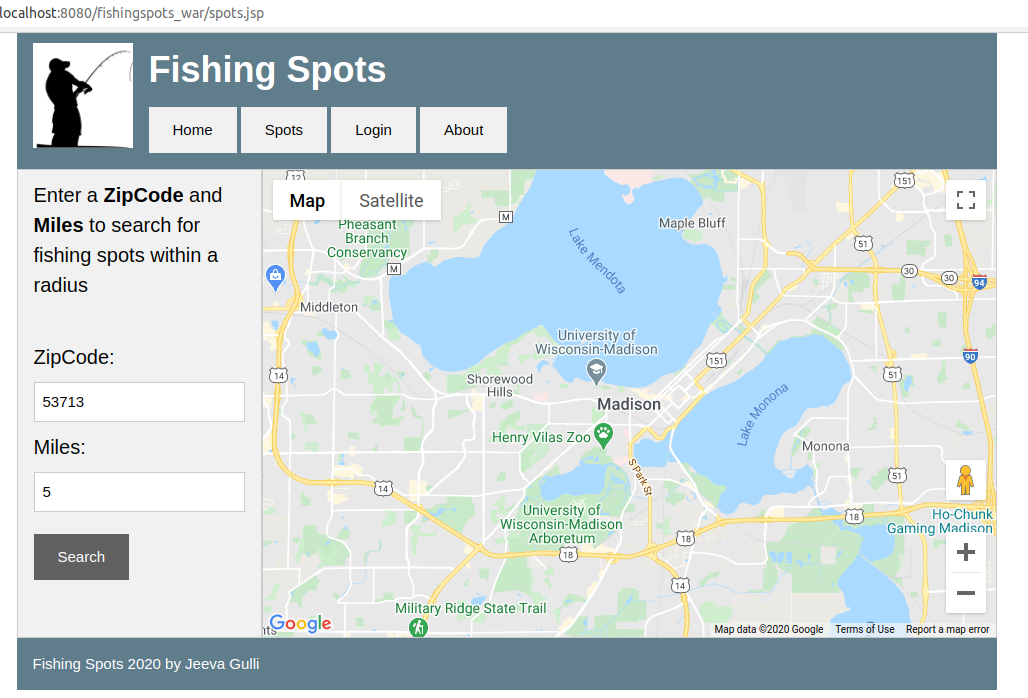 localhost:8080/fishingspots_war/spots.jsp
Fishing Spots
Home Spots Login About
Enter a ZipCode and
Miles to search for
fishing spots within a
radius
ZipCode:
53713
Miles:
5
Search
Map Satellite
12
151
M
Maple Bluff
Pheasant
Branch
Conservancy
Lake Mendota
51
M
30
30
94
Middleton
University of
Wisconsin-Madison
151
90
14
Shorewood
Hills
51
Madison
Lake Monona
Henry Vilas Zoo
Monona
S Park St
51
14
University of
Wisconsin-Madison
Arboretum
18
Ho-Chunk
Gaming Madison
18
18
14
Military Ridge State Trail
nts
Google
Map data ©2020 Google Terms of Use Report a map error
Fishing Spots 2020 by Jeeva Gulli